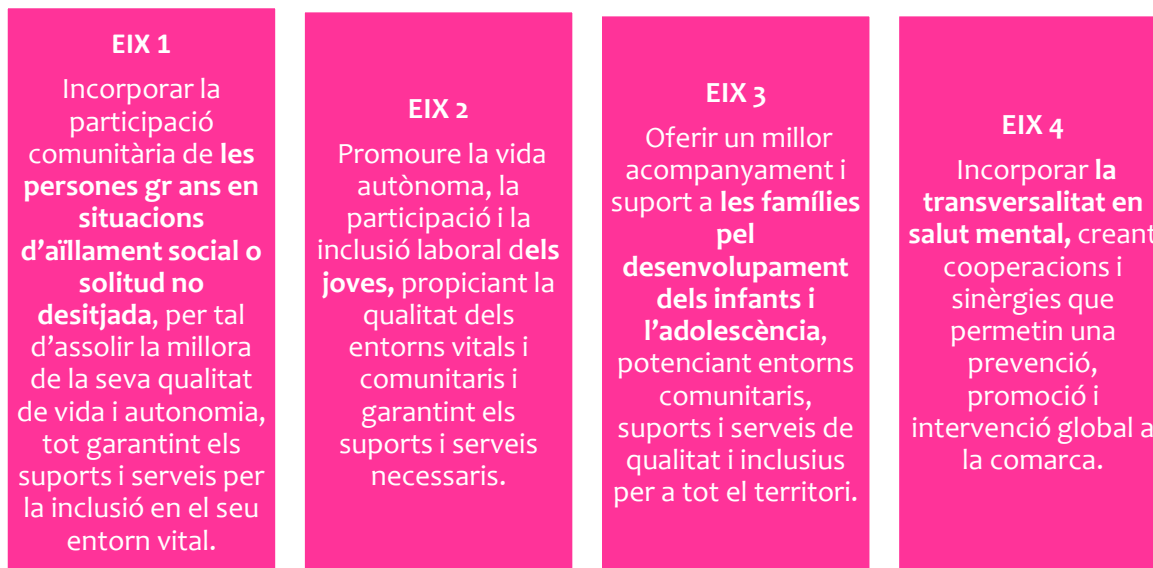 EIX 1
Incorporar la
participació
comunitària de les
persones gr ans en
situacions
d'aïllament social o
solitud no
desitjada, per tal
d'assolir la millora
de la seva qualitat
de vida i autonomia,
tot garantint els
suports i serveis per
la inclusió en el seu
entorn vital.
EIX 2
Promoure la vida
autònoma, la
participació i la
inclusió laboral dels
joves, propiciant la
qualitat dels
entorns vitals i
comunitaris i
garantint els
suports i serveis
necessaris.
EIX 3
Oferir un millor
acompanyament i
suport a les famílies
pel
desenvolupament
dels infants i
l'adolescència,
potenciant entorns
comunitaris,
suports i serveis de
qualitat i inclusius
per a tot el territori.
EIX 4
Incorporar la
transversalitat en
salut mental, creant
cooperacions i
sinèrgies que
permetin una
prevenció,
promoció i
intervenció global a
la comarca.